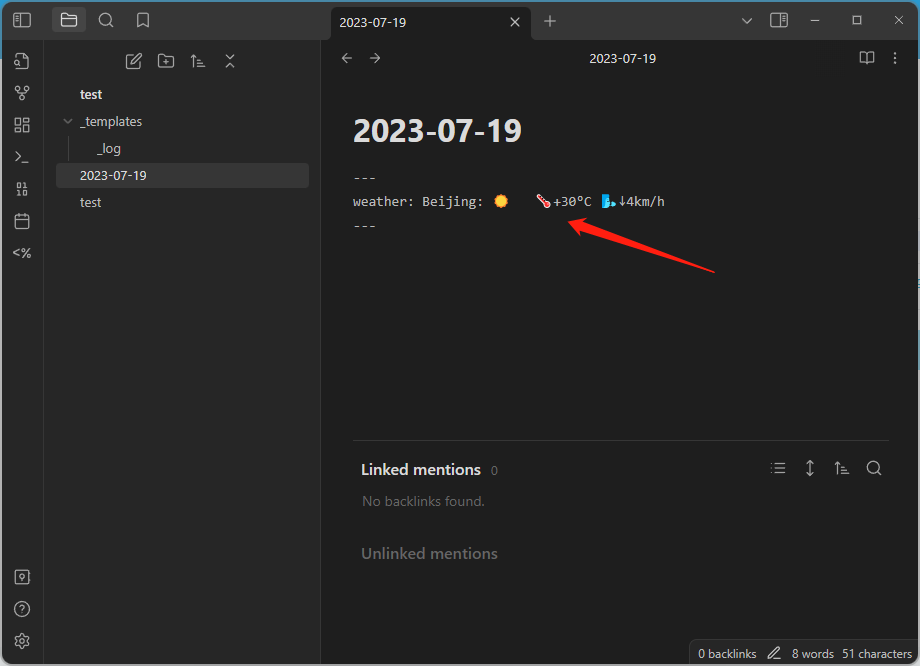 2023-07-19
2023-07-19
test
_templates
_log
2023-07-19
test
2023-07-19
---
weather: Beijing: ☀️ 🌡️+30°C 🌬️↓4km/h
---
Linked mentions 0
No backlinks found.
Unlinked mentions
0 backlinks 8 words 51 characters